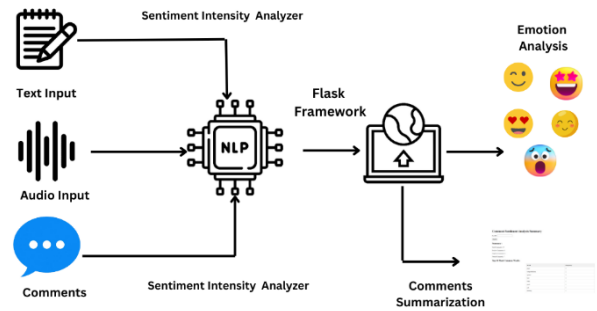 Sentiment Intensity Analyzer
Emotion
Analysis
Text Input
Flask
Framework
NLP
Audio Input
Comments
Sentiment Intensity Analyzer
Comments
Summarization